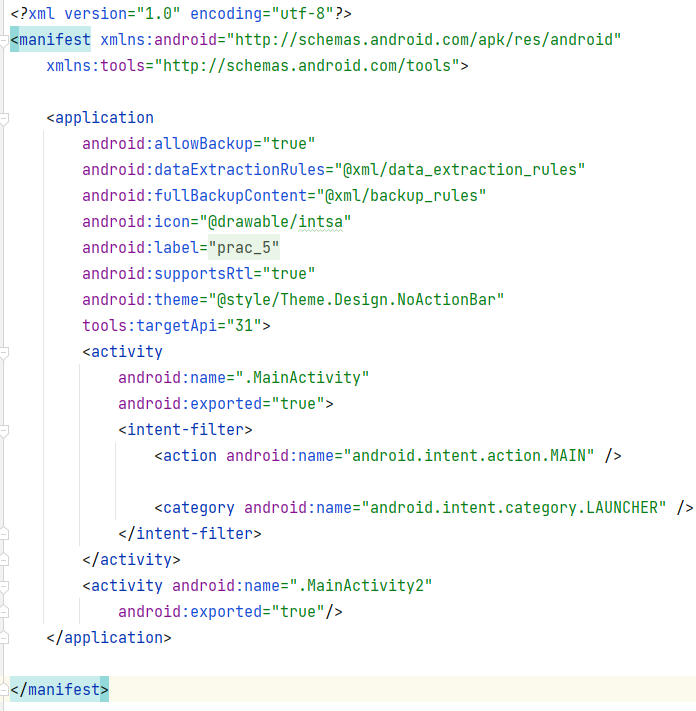 <?xml version="1.0" encoding="utf-8"?>
<manifest xmlns:android="http://schemas.android.com/apk/res/android"
    xmlns:tools="http://schemas.android.com/tools">

    <application
        android:allowBackup="true"
        android:dataExtractionRules="@xml/data_extraction_rules"
        android:fullBackupContent="@xml/backup_rules"
        android:icon="@drawable/intsa"
        android:label="prac_5"
        android:supportsRtl="true"
        android:theme="@style/Theme.Design.NoActionBar"
        tools:targetApi="31">
        <activity
            android:name=".MainActivity"
            android:exported="true">
            <intent-filter>
                <action android:name="android.intent.action.MAIN" />

                <category android:name="android.intent.category.LAUNCHER" />
            </intent-filter>
        </activity>
        <activity android:name=".MainActivity2"
            android:exported="true"/>
    </application>

</manifest>